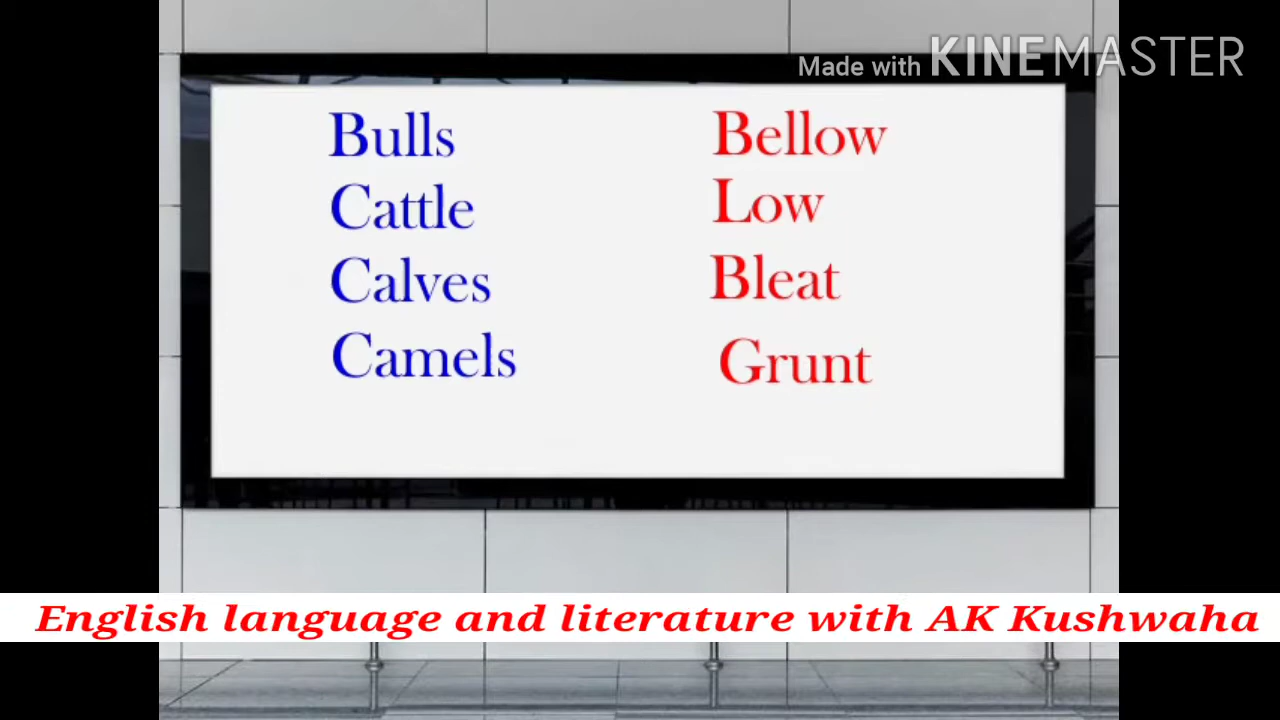 Made with KINEMASTER
Bulls Bellow
Cattle Low
Calves Bleat
Camels Grunt
English language and literature with AK Kushwaha